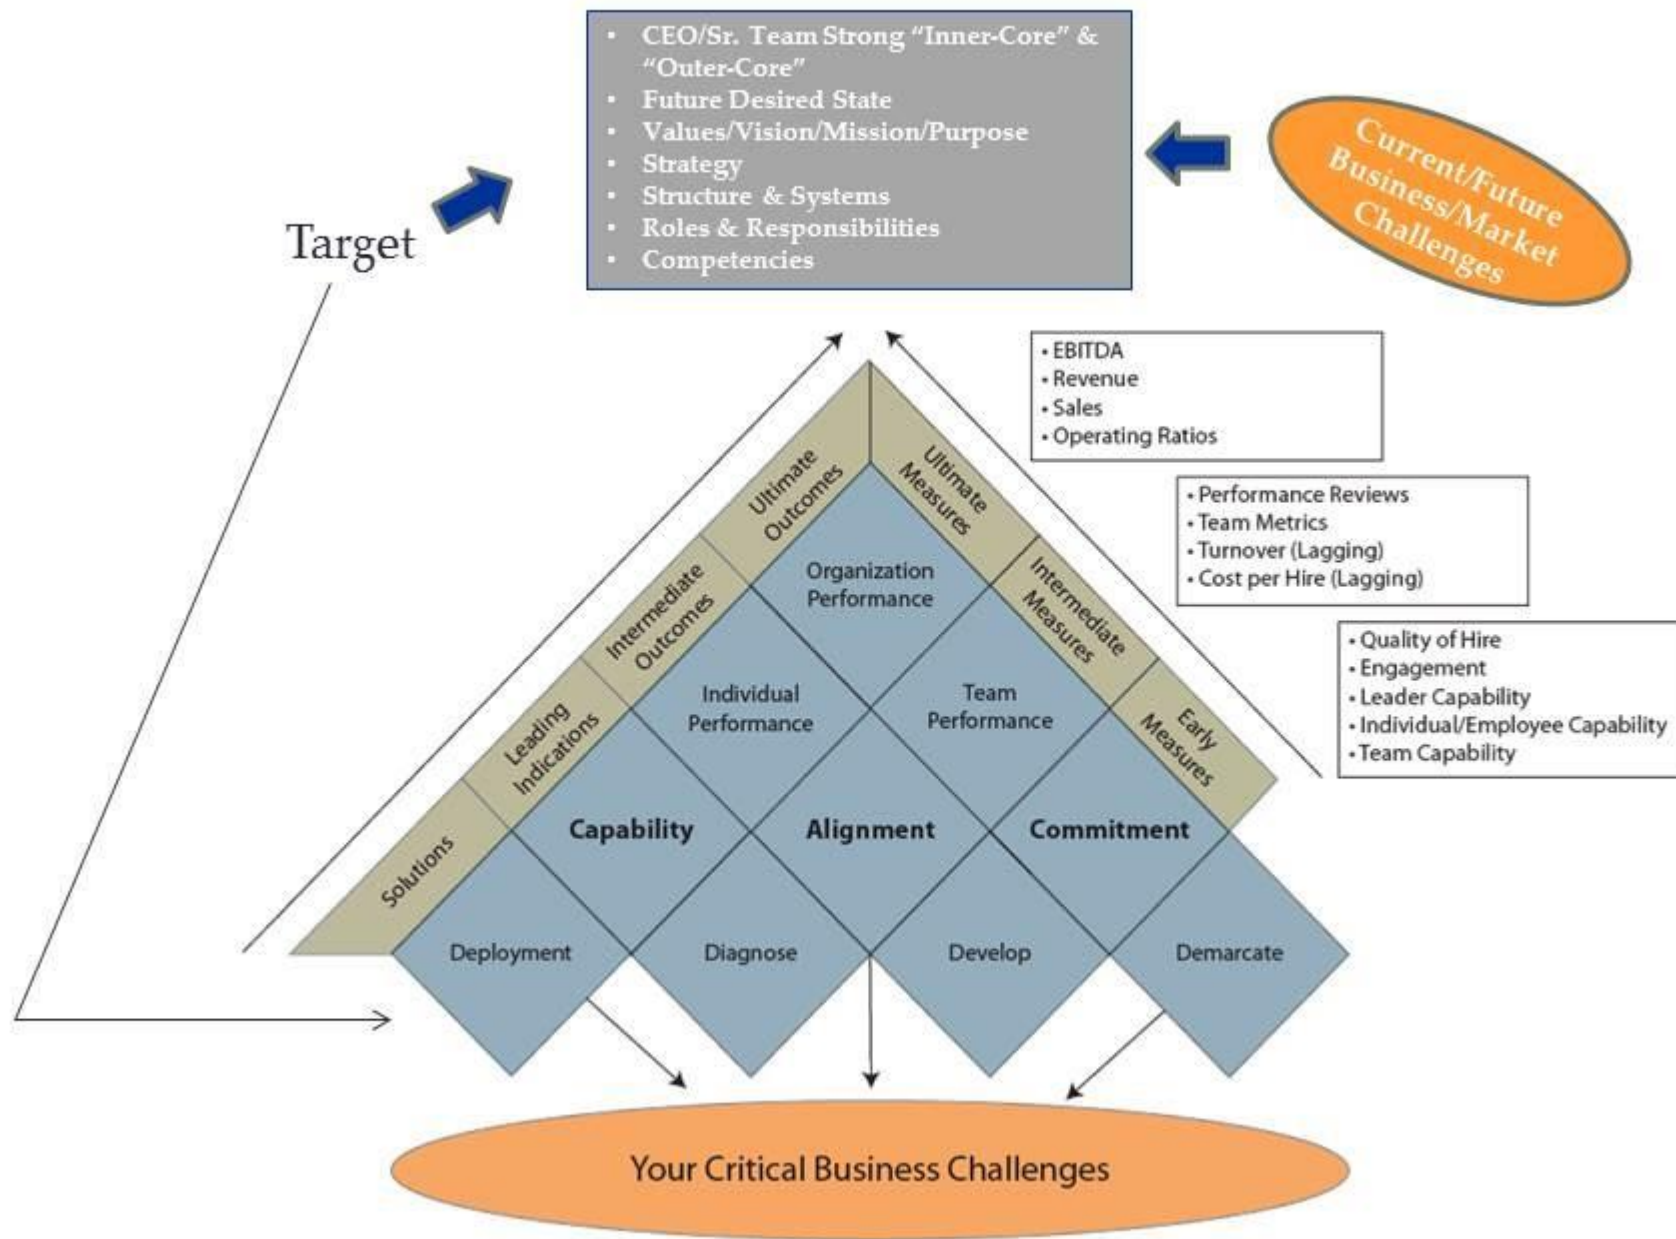 • CEO/Sr. Team Strong “Inner-Core” &
“Outer-Core”
• Future Desired State
• Values/Vision/Mission/Purpose
• Strategy
• Structure & Systems
• Roles & Responsibilities
• Competencies
Current/Future
Business/Market
Challenges
Target
• EBITDA
• Revenue
• Sales
• Operating Ratios
• Performance Reviews
• Team Metrics
• Turnover (Lagging)
• Cost per Hire (Lagging)
• Quality of Hire
• Engagement
• Leader Capability
• Individual/Employee Capability
• Team Capability
Ultimate
Outcomes
Ultimate
Measures
Intermediate
Outcomes
Intermediate
Measures
Leading
Indications
Early
Measures
Solutions
Organization
Performance
Individual
Performance
Team
Performance
Capability
Alignment
Commitment
Deployment
Diagnose
Develop
Demarcate
Your Critical Business Challenges